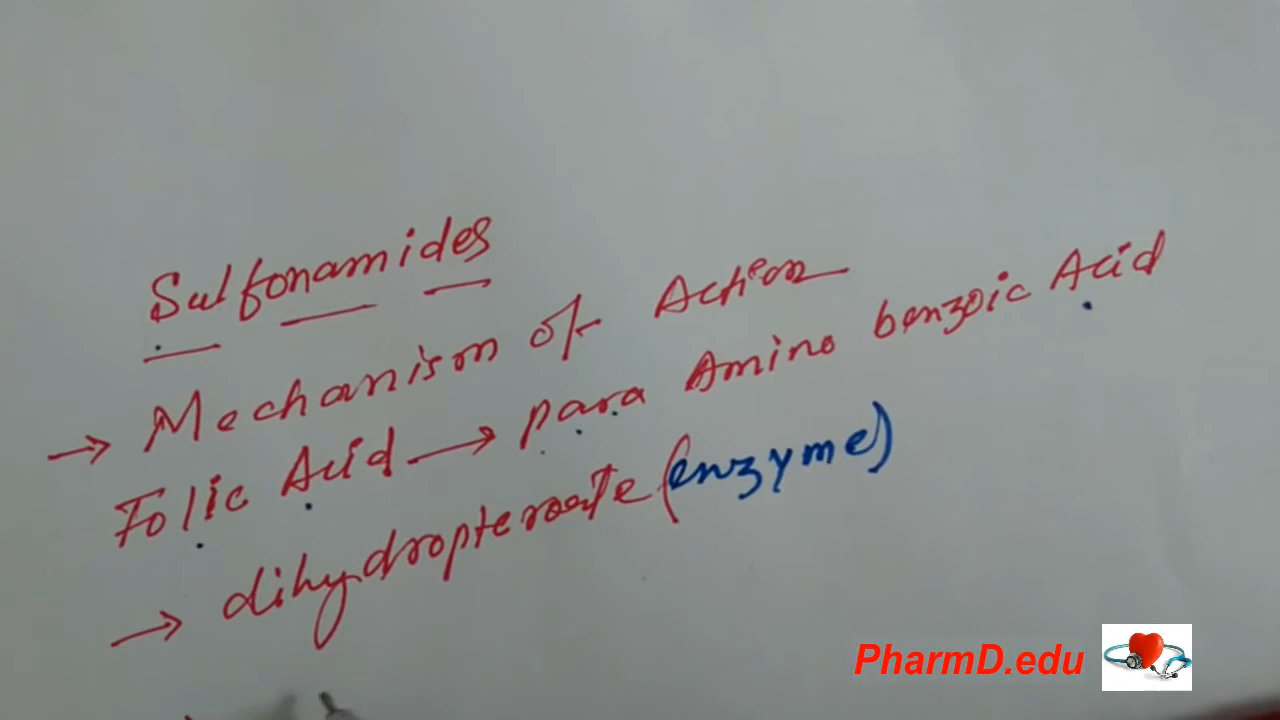 Sulfonamides
→ Mechanism of Action
Folic Acid → para Amino benzoic Acid
→ dihydropteroate (enzyme)
PharmD.edu